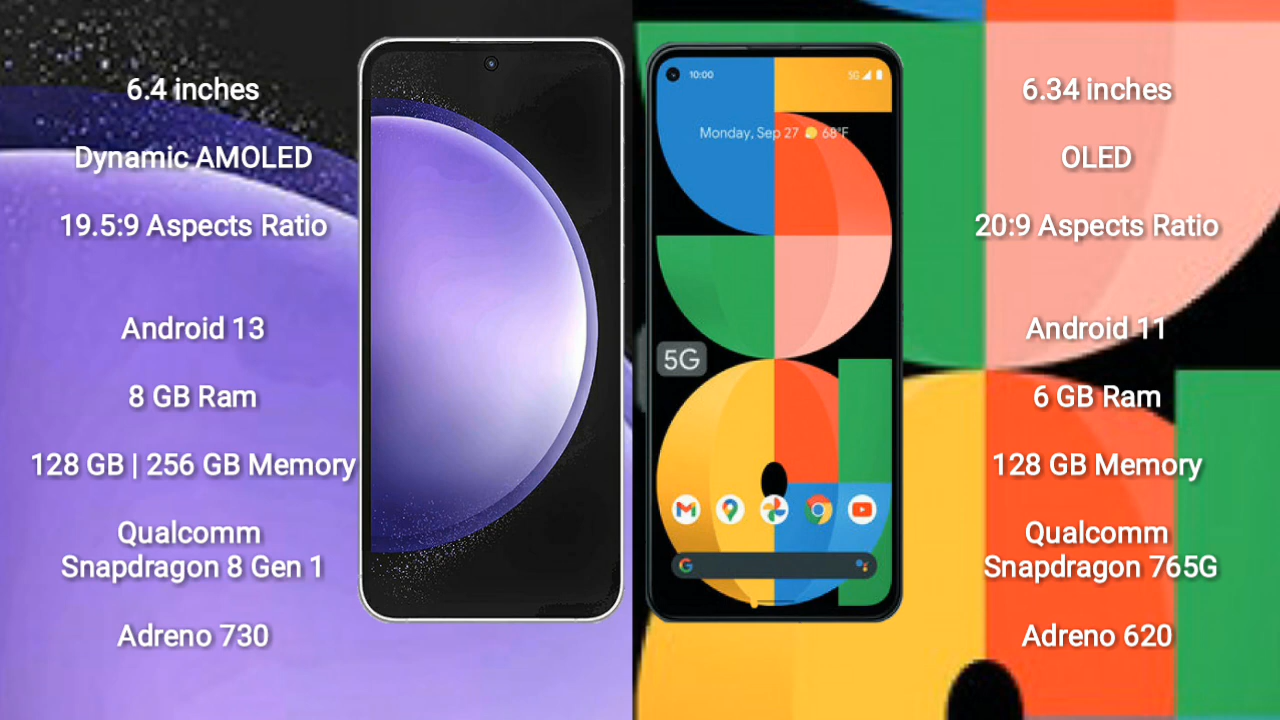 6.4 inches
Dynamic AMOLED
19.5:9 Aspects Ratio
Android 13
8 GB Ram
128 GB | 256 GB Memory
Qualcomm
Snapdragon 8 Gen 1
Adreno 730
10:00
5G
Monday, Sep 27 68°F
5G
6.34 inches
OLED
20:9 Aspects Ratio
Android 11
6 GB Ram
128 GB Memory
Qualcomm
Snapdragon 765G
Adreno 620